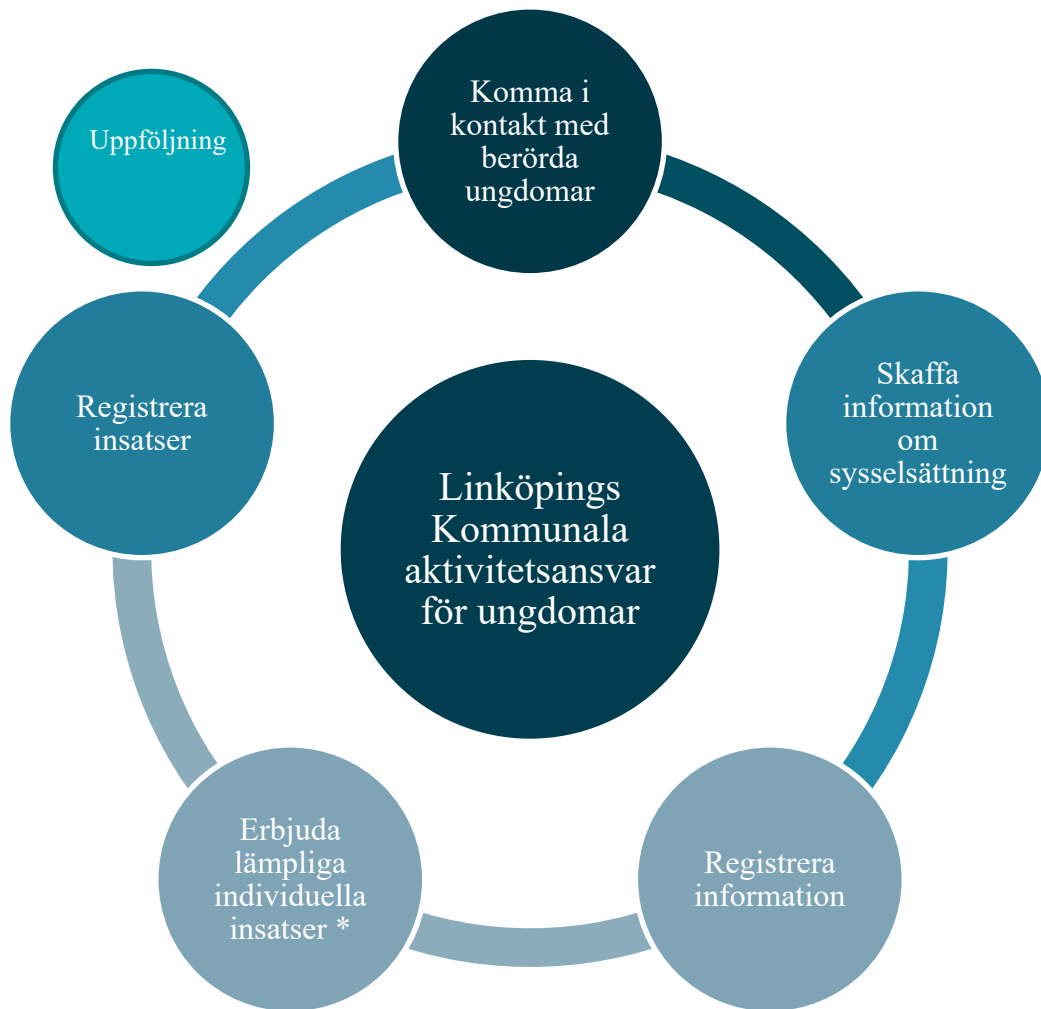 Komma i
kontakt med
berörda
ungdomar
Uppföljning
Skaffa
information
om
sysselsättning
Registrera
insatser
Linköpings
Kommunala
aktivitetsansvar
för ungdomar
Erbjuda
lämpliga
individuella
insatser *
Registrera
information